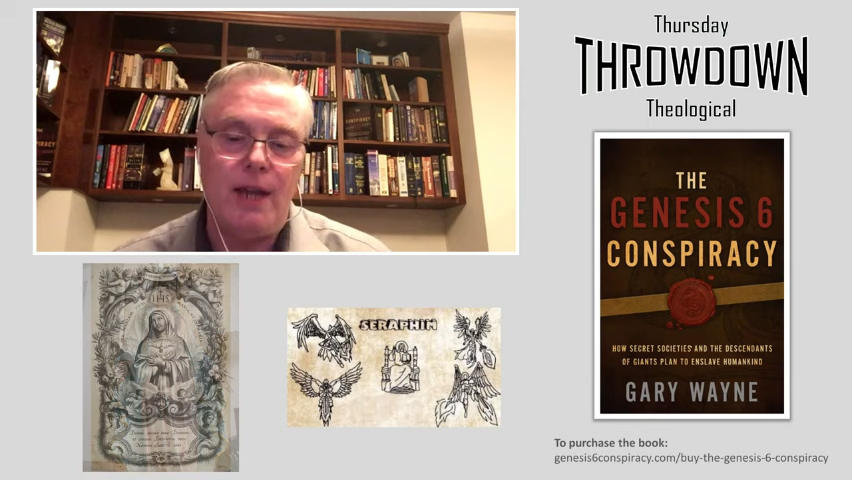 Thursday
THROWDOWN
Theological
THE
GENESIS 6
CONSPIRACY
HOW SECRET SOCIETIES AND THE DESCENDANTS
OF GIANTS PLAN TO ENSLAVE HUMANKIND
GARY WAYNE
To purchase the book:
genesis6conspiracy.com/buy-the-genesis-6-conspiracy
CONSPIRACY
IHS
SERAPHIM